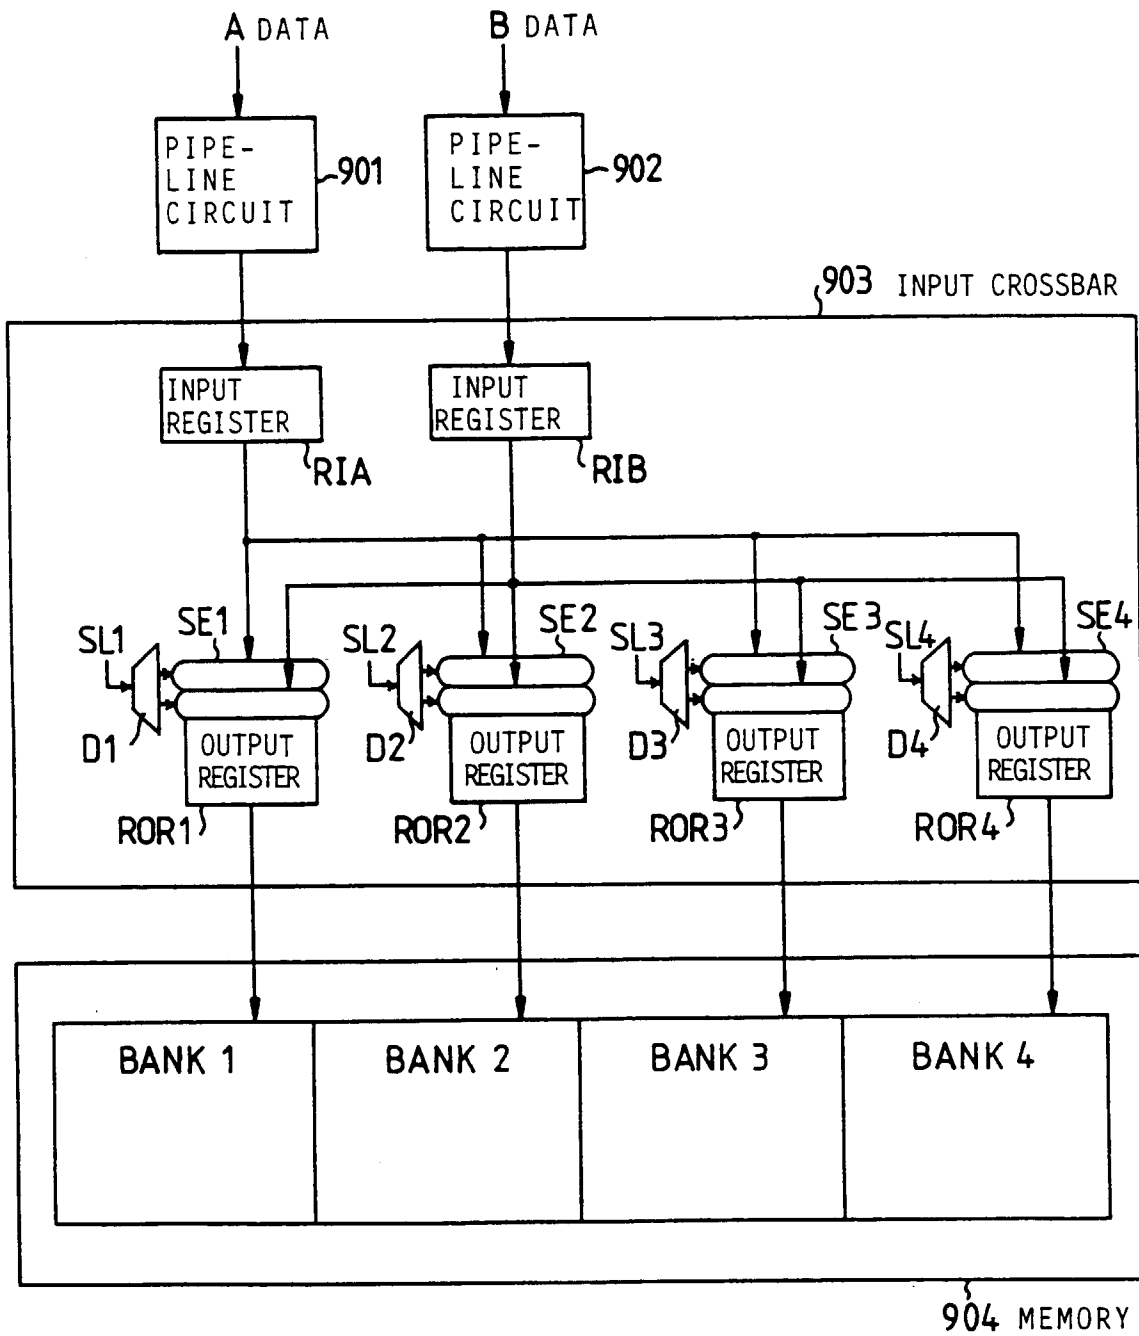 A DATA
B DATA
PIPE-
LINE
CIRCUIT
901
PIPE-
LINE
CIRCUIT
902
903 INPUT CROSSBAR
INPUT
REGISTER
RIA
INPUT
REGISTER
RIB
SL1
SE1
D1
OUTPUT
REGISTER
ROR1
SL2
SE2
D2
OUTPUT
REGISTER
ROR2
SL3
SE3
D3
OUTPUT
REGISTER
ROR3
SL4
SE4
D4
OUTPUT
REGISTER
ROR4
BANK 1
BANK 2
BANK 3
BANK 4
904 MEMORY